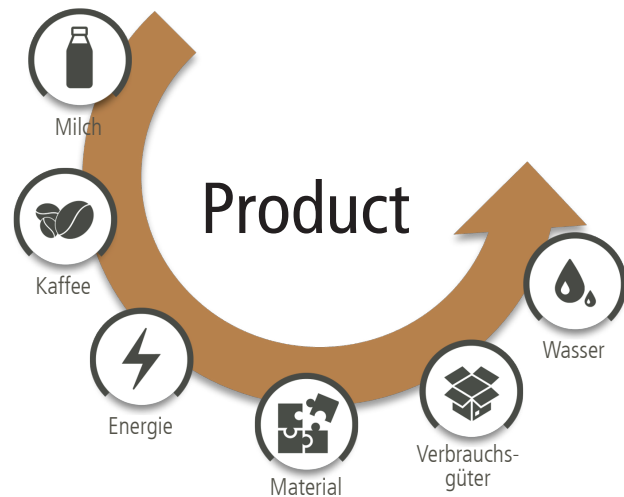 Milch
Product
Kaffee
Energie
Material
Verbrauchs-
güter
Wasser